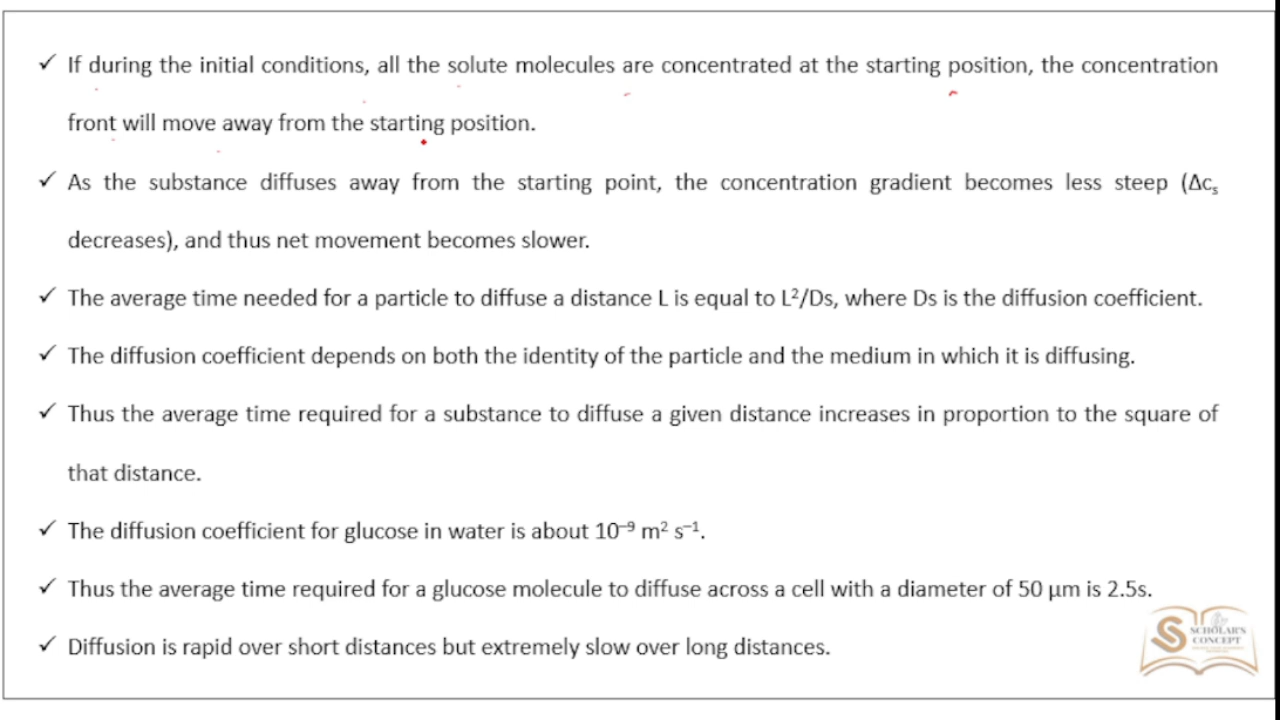 ✓ If during the initial conditions, all the solute molecules are concentrated at the starting position, the concentration
front will move away from the starting position.
✓ As the substance diffuses away from the starting point, the concentration gradient becomes less steep (Δcₛ
decreases), and thus net movement becomes slower.
✓ The average time needed for a particle to diffuse a distance L is equal to L²/Ds, where Ds is the diffusion coefficient.
✓ The diffusion coefficient depends on both the identity of the particle and the medium in which it is diffusing.
✓ Thus the average time required for a substance to diffuse a given distance increases in proportion to the square of
that distance.
✓ The diffusion coefficient for glucose in water is about 10⁻⁹ m² s⁻¹.
✓ Thus the average time required for a glucose molecule to diffuse across a cell with a diameter of 50 µm is 2.5s.
✓ Diffusion is rapid over short distances but extremely slow over long distances.
SCHOLAR'S
CONCEPT